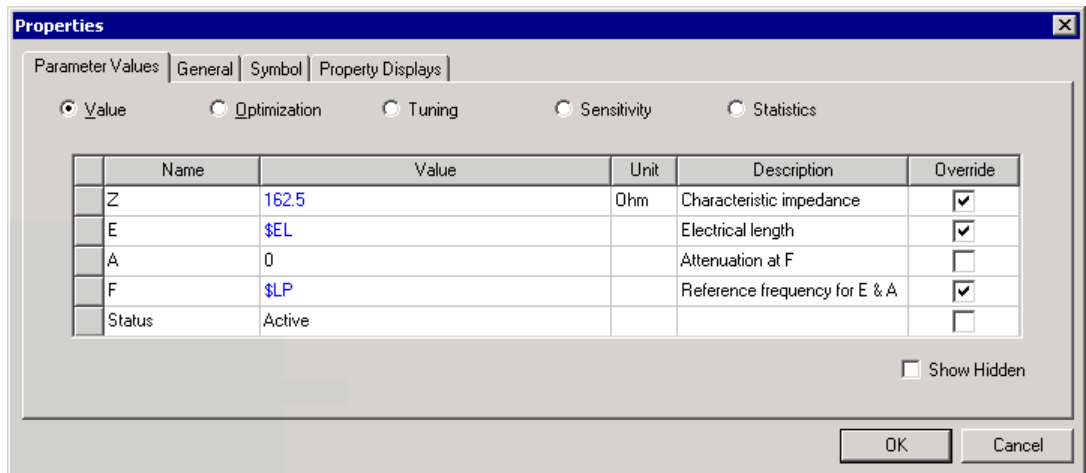 Properties
Parameter Values General Symbol Property Displays
Value Optimization Tuning Sensitivity Statistics
Name Value Unit Description Override
Z 162.5 Ohm Characteristic impedance
E $EL Electrical length
A 0 Attenuation at F
F $LP Reference frequency for E & A
Status Active
Show Hidden
OK Cancel